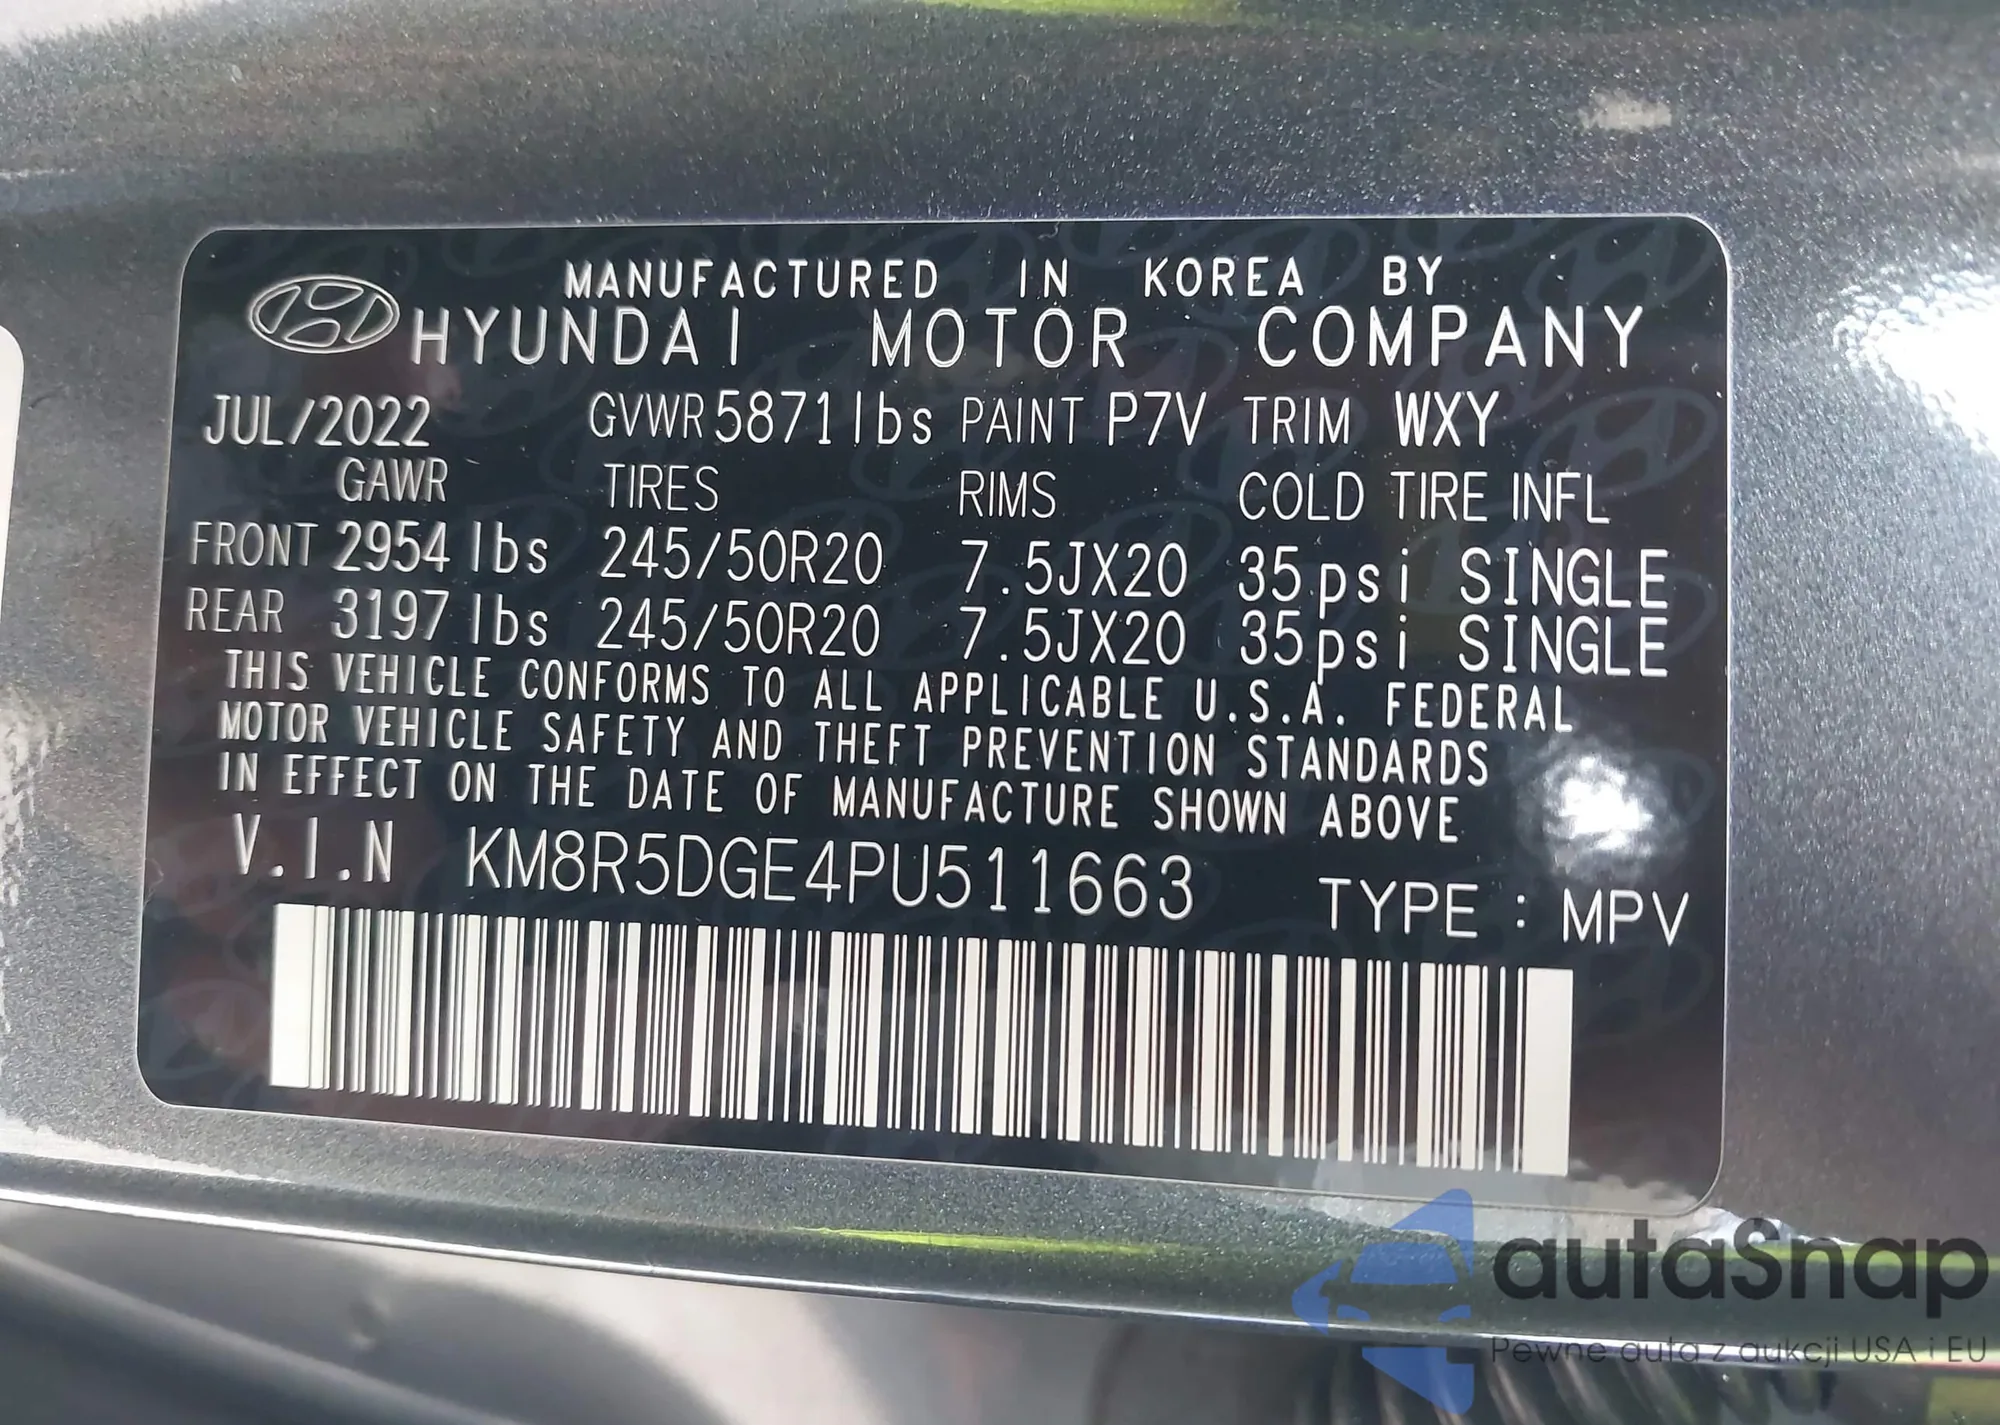 MANUFACTURED IN KOREA BY
HYUNDAI MOTOR COMPANY
JUL/2022 GVWR 5871lbs PAINT P7V TRIM WXY
GAWR TIRES RIMS COLD TIRE INFL
FRONT 2954 lbs 245/50R20 7.5JX20 35psi SINGLE
REAR 3197 lbs 245/50R20 7.5JX20 35psi SINGLE
THIS VEHICLE CONFORMS TO ALL APPLICABLE U.S.A. FEDERAL
MOTOR VEHICLE SAFETY AND THEFT PREVENTION STANDARDS
IN EFFECT ON THE DATE OF MANUFACTURE SHOWN ABOVE
V.I.N KM8R5DGE4PU511663 TYPE : MPV
autaSnap
Pewne auta z aukcji USA i EU